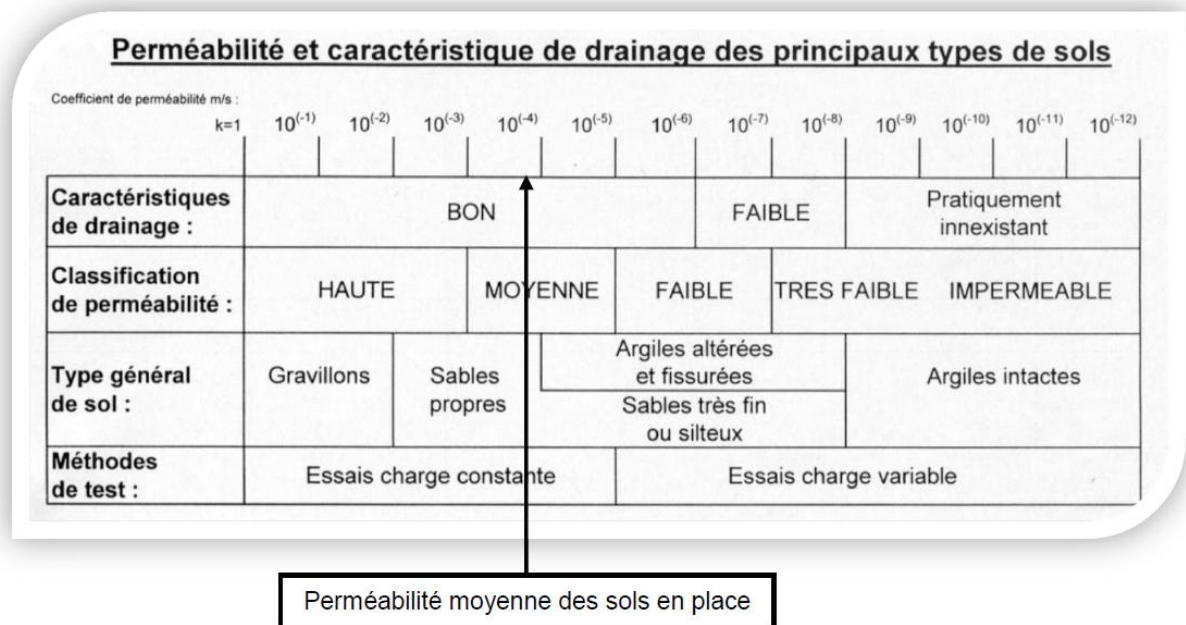 Perméabilité et caractéristique de drainage des principaux types de sols
Coefficient de perméabilité m/s :
k=1 10(-1) 10(-2) 10(-3) 10(-4) 10(-5) 10(-6) 10(-7) 10(-8) 10(-9) 10(-10) 10(-11) 10(-12)
Caractéristiques
de drainage :
BON
FAIBLE
Pratiquement
innexistant
Classification
de perméabilité :
HAUTE
MOYENNE
FAIBLE
TRES FAIBLE
IMPERMEABLE
Type général
de sol :
Gravillons
Sables
propres
Argiles altérées
et fissurées
Sables très fin
ou silteux
Argiles intactes
Méthodes
de test :
Essais charge constante
Essais charge variable
Perméabilité moyenne des sols en place